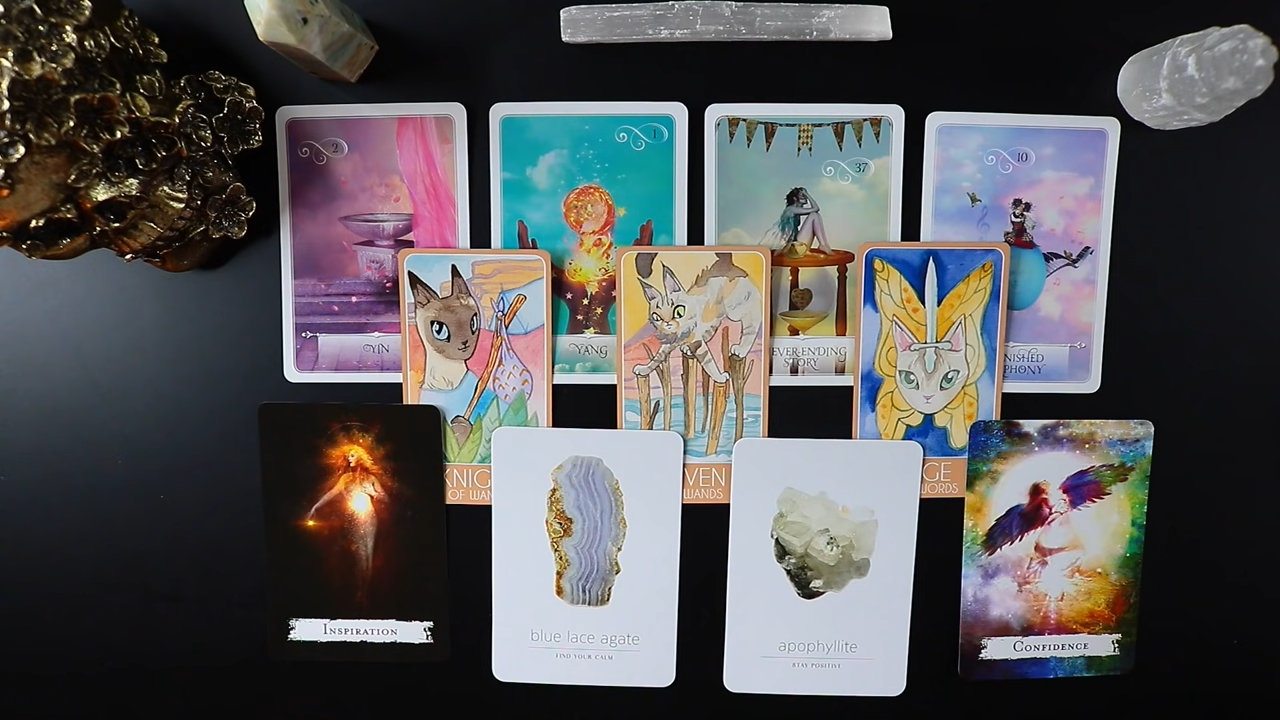 2
1
37
10
YIN
YANG
EVER-ENDING
STORY
NISHED
PHONY
KNIG
OF WAN
VEN
WANDS
GE
WORDS
INSPIRATION
blue lace agate
FIND YOUR CALM
apophyllite
STAY POSITIVE
CONFIDENCE